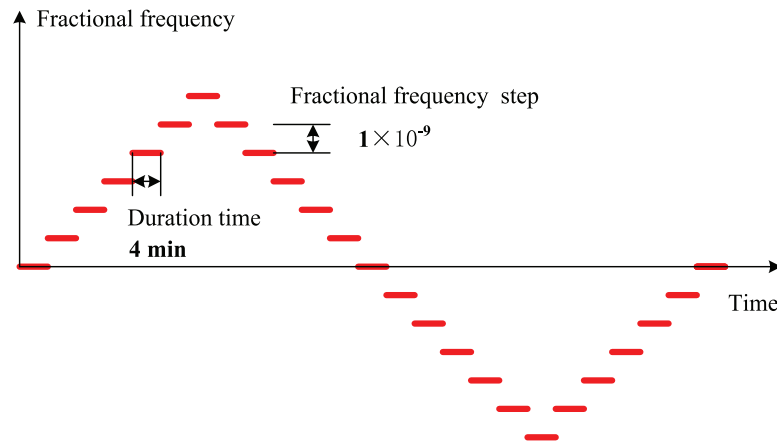 Fractional frequency
Fractional frequency step
1×10⁻⁹
Duration time
4 min
Time